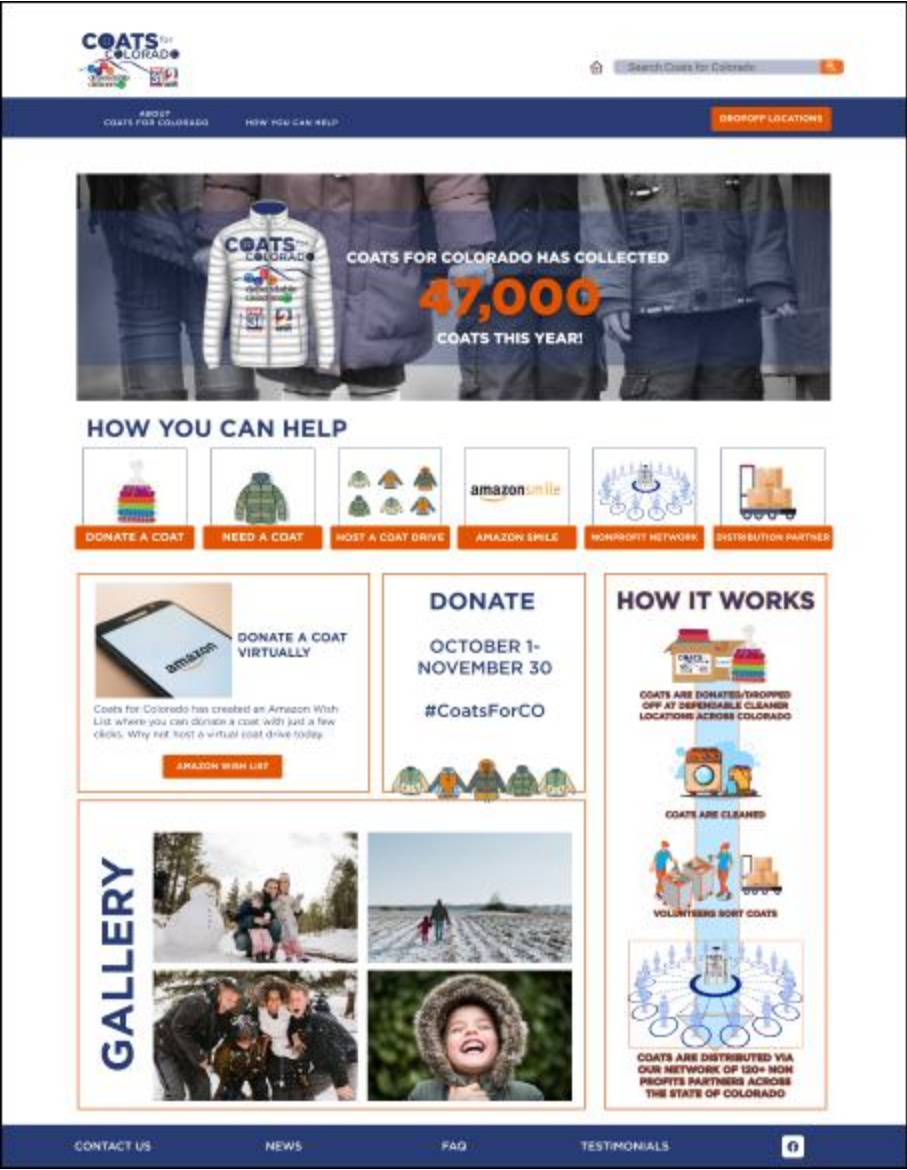 COATS for
COLORADO
Search Coats for Colorado
ABOUT
COATS FOR COLORADO
HOW YOU CAN HELP
DROPOFF LOCATIONS
COATS for
COLORADO
dependable
cleaners
COATS FOR COLORADO HAS COLLECTED
47,000
COATS THIS YEAR!
HOW YOU CAN HELP
amazonsmile
DONATE A COAT
NEED A COAT
HOST A COAT DRIVE
AMAZON SMILE
NONPROFIT NETWORK
DISTRIBUTION PARTNER
amazon
DONATE A COAT
VIRTUALLY
Coats for Colorado has created an Amazon Wish
List where you can donate a coat with just a few
clicks. Why not host a virtual coat drive today.
AMAZON WISH LIST
DONATE
OCTOBER 1-
NOVEMBER 30
#CoatsForCO
GALLERY
HOW IT WORKS
COATS ARE DONATED/DROPPED
OFF AT DEPENDABLE CLEANER
LOCATIONS ACROSS COLORADO
COATS ARE CLEANED
VOLUNTEERS SORT COATS
COATS ARE DISTRIBUTED VIA
OUR NETWORK OF 120+ NON
PROFITS PARTNERS ACROSS
THE STATE OF COLORADO
CONTACT US
NEWS
FAQ
TESTIMONIALS